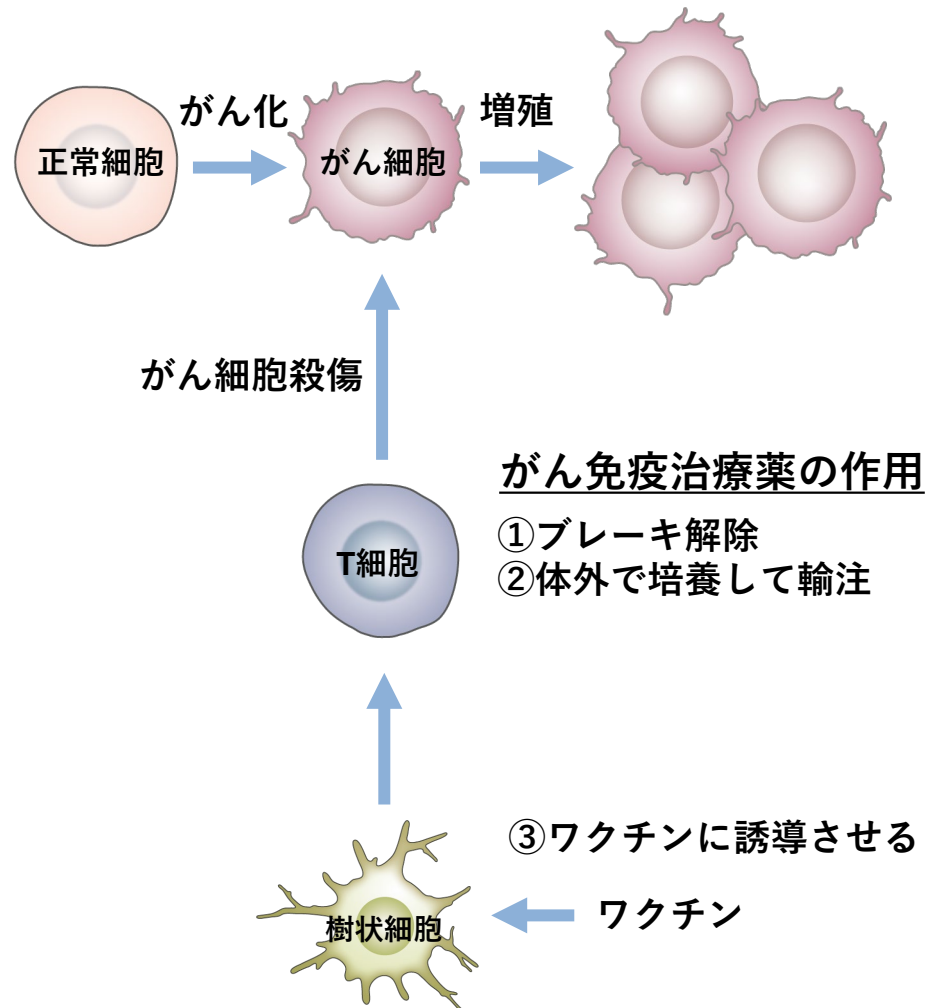 がん化
増殖
正常細胞
がん細胞
がん細胞殺傷
がん免疫治療薬の作用
①ブレーキ解除
②体外で培養して輸注
T細胞
③ワクチンに誘導させる
ワクチン
樹状細胞